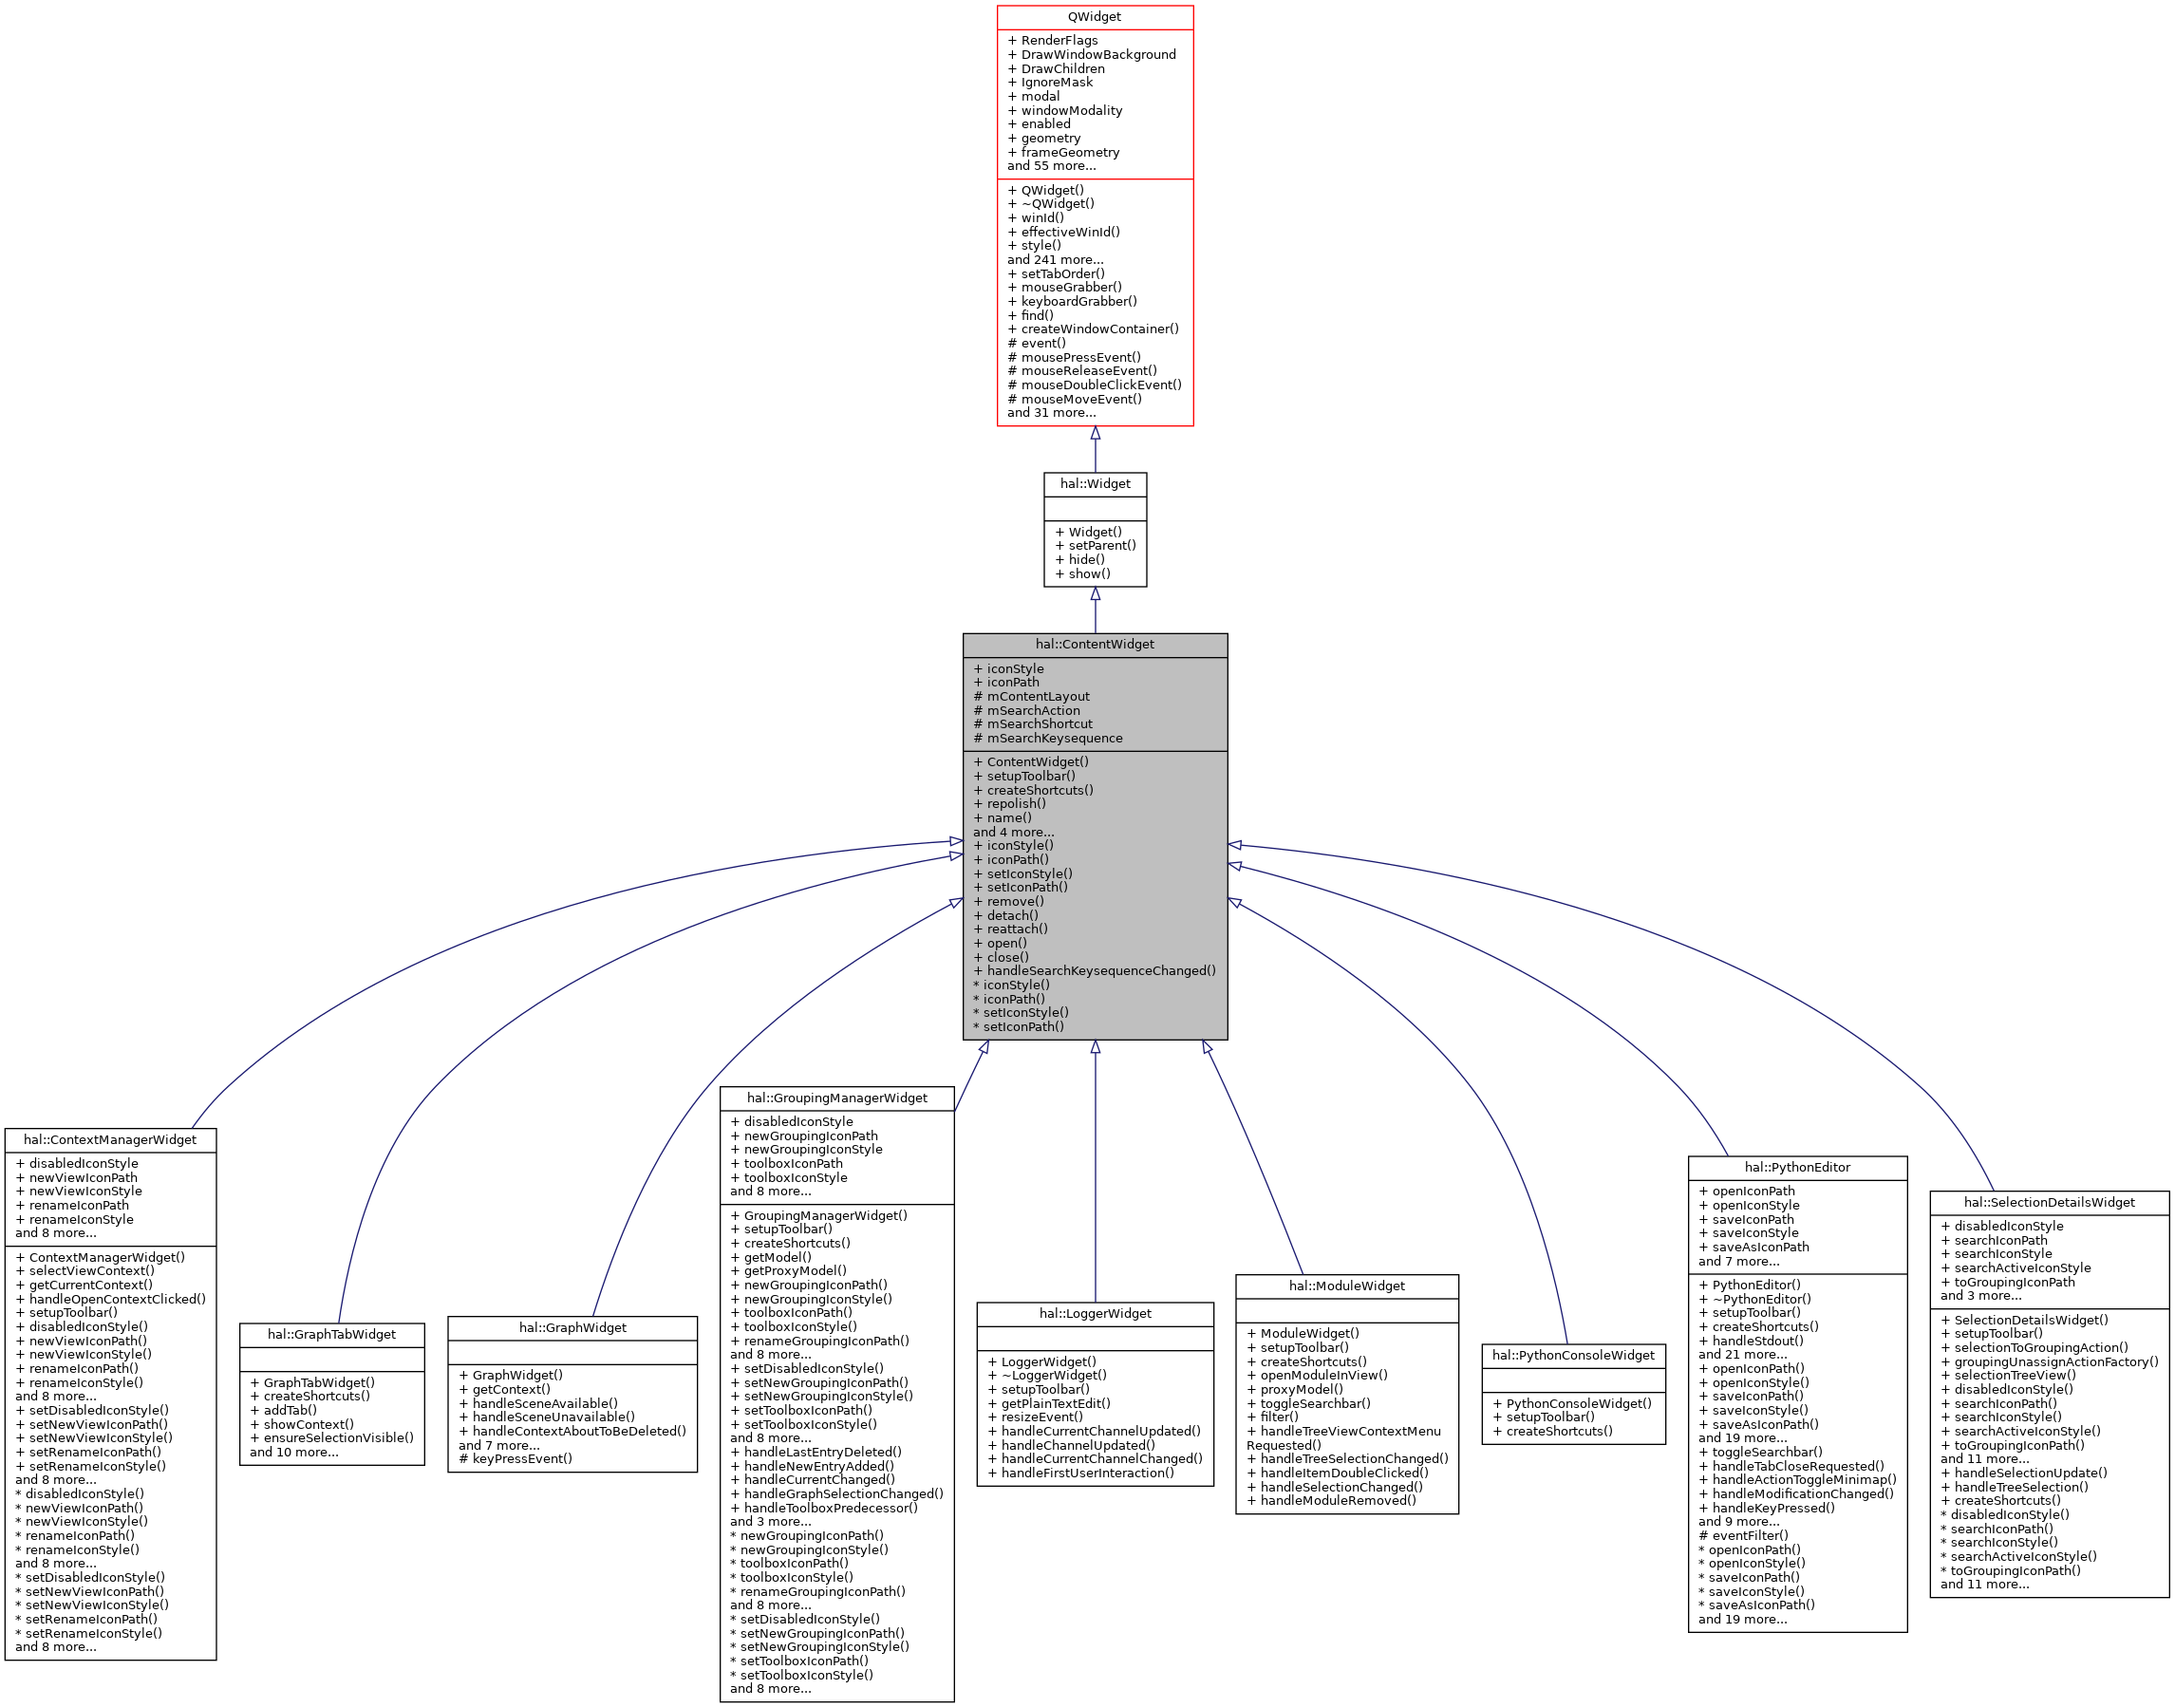 QWidget
+ RenderFlags
+ DrawWindowBackground
+ DrawChildren
+ IgnoreMask
+ modal
+ windowModality
+ enabled
+ geometry
+ frameGeometry
and 55 more...
+ QWidget()
+ ~QWidget()
+ winId()
+ effectiveWinId()
+ style()
and 241 more...
+ setTabOrder()
+ mouseGrabber()
+ keyboardGrabber()
+ find()
+ createWindowContainer()
# event()
# mousePressEvent()
# mouseReleaseEvent()
# mouseDoubleClickEvent()
# mouseMoveEvent()
and 31 more...
hal::Widget
+ Widget()
+ setParent()
+ hide()
+ show()
hal::ContentWidget
+ iconStyle
+ iconPath
# mContentLayout
# mSearchAction
# mSearchShortcut
# mSearchKeysequence
+ ContentWidget()
+ setupToolbar()
+ createShortcuts()
+ repolish()
+ name()
and 4 more...
+ iconStyle()
+ iconPath()
+ setIconStyle()
+ setIconPath()
+ remove()
+ detach()
+ reattach()
+ open()
+ close()
+ handleSearchKeysequenceChanged()
* iconStyle()
* iconPath()
* setIconStyle()
* setIconPath()
hal::ContextManagerWidget
+ disabledIconStyle
+ newViewIconPath
+ newViewIconStyle
+ renameIconPath
+ renameIconStyle
and 8 more...
+ ContextManagerWidget()
+ selectViewContext()
+ getCurrentContext()
+ handleOpenContextClicked()
+ setupToolbar()
+ disabledIconStyle()
+ newViewIconPath()
+ newViewIconStyle()
+ renameIconPath()
+ renameIconStyle()
and 8 more...
+ setDisabledIconStyle()
+ setNewViewIconPath()
+ setNewViewIconStyle()
+ setRenameIconPath()
+ setRenameIconStyle()
and 8 more...
* disabledIconStyle()
* newViewIconPath()
* newViewIconStyle()
* renameIconPath()
* renameIconStyle()
and 8 more...
* setDisabledIconStyle()
* setNewViewIconPath()
* setNewViewIconStyle()
* setRenameIconPath()
* setRenameIconStyle()
and 8 more...
hal::GraphTabWidget
+ GraphTabWidget()
+ createShortcuts()
+ addTab()
+ showContext()
+ ensureSelectionVisible()
and 10 more...
hal::GraphWidget
+ GraphWidget()
+ getContext()
+ handleSceneAvailable()
+ handleSceneUnavailable()
+ handleContextAboutToBeDeleted()
and 7 more...
# keyPressEvent()
hal::GroupingManagerWidget
+ disabledIconStyle
+ newGroupingIconPath
+ newGroupingIconStyle
+ toolboxIconPath
+ toolboxIconStyle
and 8 more...
+ GroupingManagerWidget()
+ setupToolbar()
+ createShortcuts()
+ getModel()
+ getProxyModel()
+ newGroupingIconPath()
+ newGroupingIconStyle()
+ toolboxIconPath()
+ toolboxIconStyle()
+ renameGroupingIconPath()
and 8 more...
+ setDisabledIconStyle()
+ setNewGroupingIconPath()
+ setNewGroupingIconStyle()
+ setToolboxIconPath()
+ setToolboxIconStyle()
and 8 more...
+ handleLastEntryDeleted()
+ handleNewEntryAdded()
+ handleCurrentChanged()
+ handleGraphSelectionChanged()
+ handleToolboxPredecessor()
and 3 more...
* newGroupingIconPath()
* newGroupingIconStyle()
* toolboxIconPath()
* toolboxIconStyle()
* renameGroupingIconPath()
and 8 more...
* setDisabledIconStyle()
* setNewGroupingIconPath()
* setNewGroupingIconStyle()
* setToolboxIconPath()
* setToolboxIconStyle()
and 8 more...
hal::LoggerWidget
+ LoggerWidget()
+ ~LoggerWidget()
+ setupToolbar()
+ getPlainTextEdit()
+ resizeEvent()
+ handleCurrentChannelUpdated()
+ handleChannelUpdated()
+ handleCurrentChannelChanged()
+ handleFirstUserInteraction()
hal::ModuleWidget
+ ModuleWidget()
+ setupToolbar()
+ createShortcuts()
+ openModuleInView()
+ proxyModel()
+ toggleSearchbar()
+ filter()
+ handleTreeViewContextMenu
Requested()
+ handleTreeSelectionChanged()
+ handleItemDoubleClicked()
+ handleSelectionChanged()
+ handleModuleRemoved()
hal::PythonConsoleWidget
+ PythonConsoleWidget()
+ setupToolbar()
+ createShortcuts()
hal::PythonEditor
+ openIconPath
+ openIconStyle
+ saveIconPath
+ saveIconStyle
+ saveAsIconPath
and 7 more...
+ PythonEditor()
+ ~PythonEditor()
+ setupToolbar()
+ createShortcuts()
+ handleStdout()
and 21 more...
+ openIconPath()
+ openIconStyle()
+ saveIconPath()
+ saveIconStyle()
+ saveAsIconPath()
and 19 more...
+ toggleSearchbar()
+ handleTabCloseRequested()
+ handleActionToggleMinimap()
+ handleModificationChanged()
+ handleKeyPressed()
and 9 more...
# eventFilter()
* openIconPath()
* openIconStyle()
* saveIconPath()
* saveIconStyle()
* saveAsIconPath()
and 19 more...
hal::SelectionDetailsWidget
+ disabledIconStyle
+ searchIconPath
+ searchIconStyle
+ searchActiveIconStyle
+ toGroupingIconPath
and 3 more...
+ SelectionDetailsWidget()
+ setupToolbar()
+ selectionToGroupingAction()
+ groupingUnassignActionFactory()
+ selectionTreeView()
+ disabledIconStyle()
+ searchIconPath()
+ searchIconStyle()
+ searchActiveIconStyle()
+ toGroupingIconPath()
and 11 more...
+ handleSelectionUpdate()
+ handleTreeSelection()
+ createShortcuts()
* disabledIconStyle()
* searchIconPath()
* searchIconStyle()
* searchActiveIconStyle()
* toGroupingIconPath()
and 11 more...